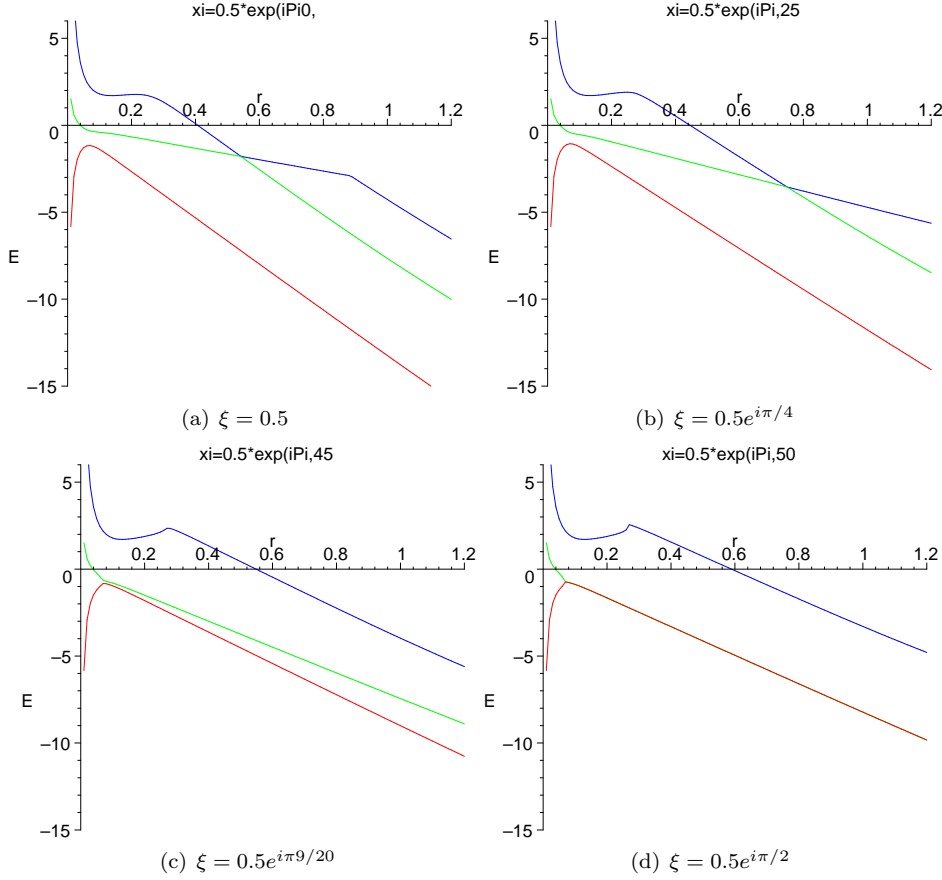 xi=0.5*exp(iPi0,
5
r
0.2 0.4 0.6 0.8 1 1.2
0
−5
E
−10
−15
(a) ξ = 0.5
xi=0.5*exp(iPi,25
5
r
0.2 0.4 0.6 0.8 1 1.2
0
−5
E
−10
−15
(b) ξ = 0.5e^{iπ/4}
xi=0.5*exp(iPi,45
5
r
0.2 0.4 0.6 0.8 1 1.2
0
−5
E
−10
−15
(c) ξ = 0.5e^{iπ9/20}
xi=0.5*exp(iPi,50
5
r
0.2 0.4 0.6 0.8 1 1.2
0
−5
E
−10
−15
(d) ξ = 0.5e^{iπ/2}